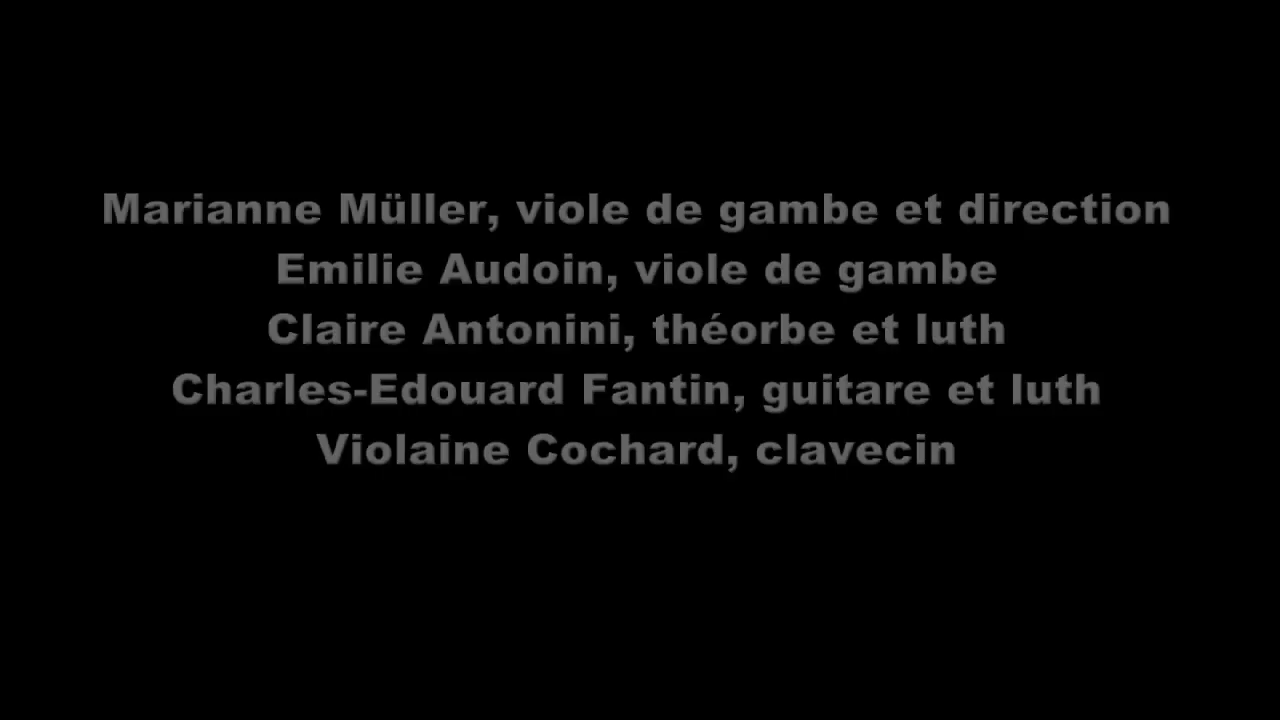 Marianne Müller, viole de gambe et direction
Emilie Audoin, viole de gambe
Claire Antonini, théorbe et luth
Charles-Edouard Fantin, guitare et luth
Violaine Cochard, clavecin